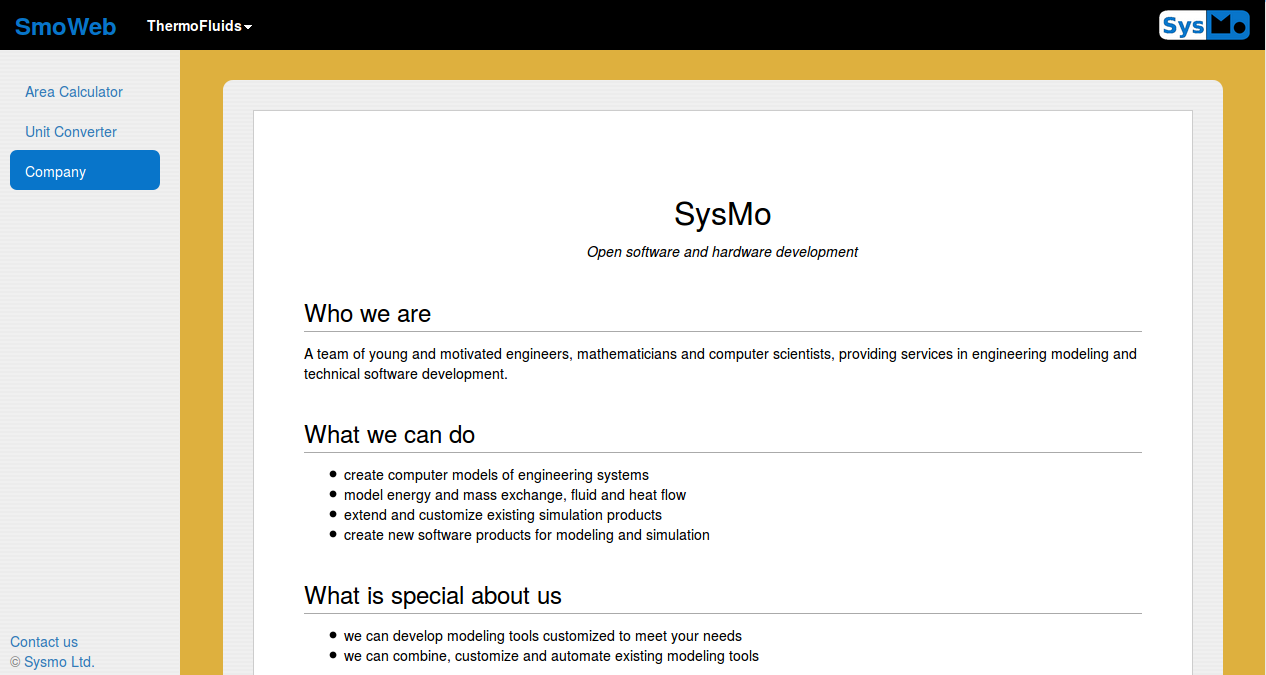 SmoWeb
ThermoFluids
SysMo
Area Calculator
Unit Converter
Company
SysMo
Open software and hardware development
Who we are
A team of young and motivated engineers, mathematicians and computer scientists, providing services in engineering modeling and
technical software development.
What we can do
create computer models of engineering systems
model energy and mass exchange, fluid and heat flow
extend and customize existing simulation products
create new software products for modeling and simulation
What is special about us
we can develop modeling tools customized to meet your needs
we can combine, customize and automate existing modeling tools
Contact us
© Sysmo Ltd.